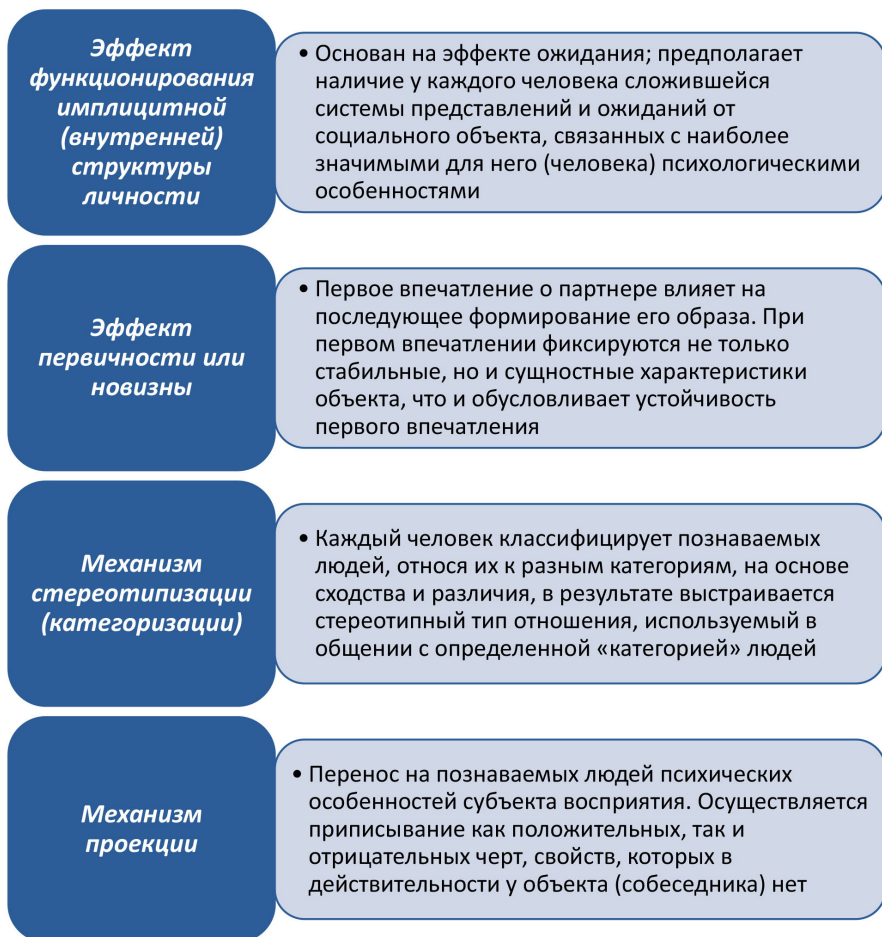 Эффект
функционирования
имплицитной
(внутренней)
структуры
личности
• Основан на эффекте ожидания; предполагает
наличие у каждого человека сложившейся
системы представлений и ожиданий от
социального объекта, связанных с наиболее
значимыми для него (человека) психологическими
особенностями
Эффект
первичности или
новизны
• Первое впечатление о партнере влияет на
последующее формирование его образа. При
первом впечатлении фиксируются не только
стабильные, но и сущностные характеристики
объекта, что и обусловливает устойчивость
первого впечатления
Механизм
стереотипизации
(категоризации)
• Каждый человек классифицирует познаваемых
людей, относя их к разным категориям, на основе
сходства и различия, в результате выстраивается
стереотипный тип отношения, используемый в
общении с определенной «категорией» людей
Механизм
проекции
• Перенос на познаваемых людей психических
особенностей субъекта восприятия. Осуществляется
приписывание как положительных, так и
отрицательных черт, свойств, которых в
действительности у объекта (собеседника) нет